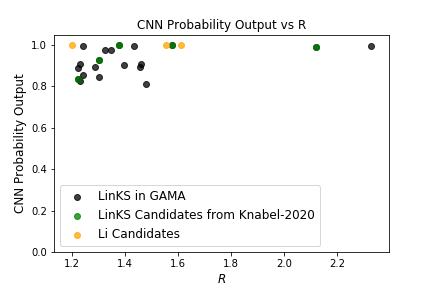 CNN Probability Output vs R
CNN Probability Output
1.0
0.8
0.6
0.4
0.2
0.0
LinKS in GAMA
LinKS Candidates from Knabel-2020
Li Candidates
1.2 1.4 1.6 1.8 2.0 2.2
R